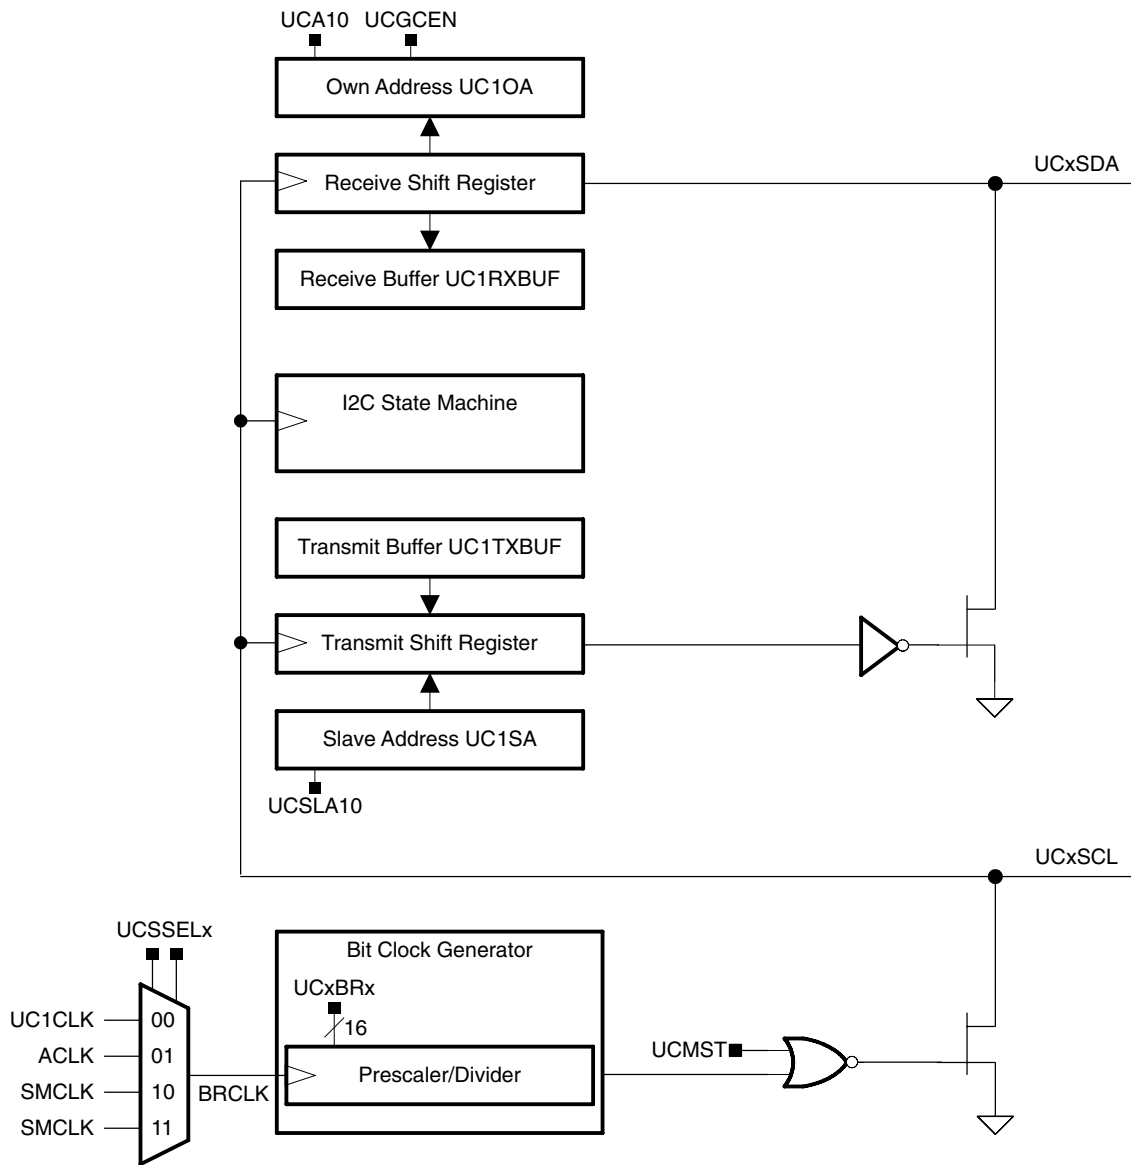 UCA10 UCGCEN
Own Address UC1OA
Receive Shift Register
UCxSDA
Receive Buffer UC1RXBUF
I2C State Machine
Transmit Buffer UC1TXBUF
Transmit Shift Register
Slave Address UC1SA
UCSLA10
UCxSCL
UCSSELx
Bit Clock Generator
UCxBRx
16
UC1CLK 00
ACLK 01
SMCLK 10
SMCLK 11
BRCLK
Prescaler/Divider
UCMST